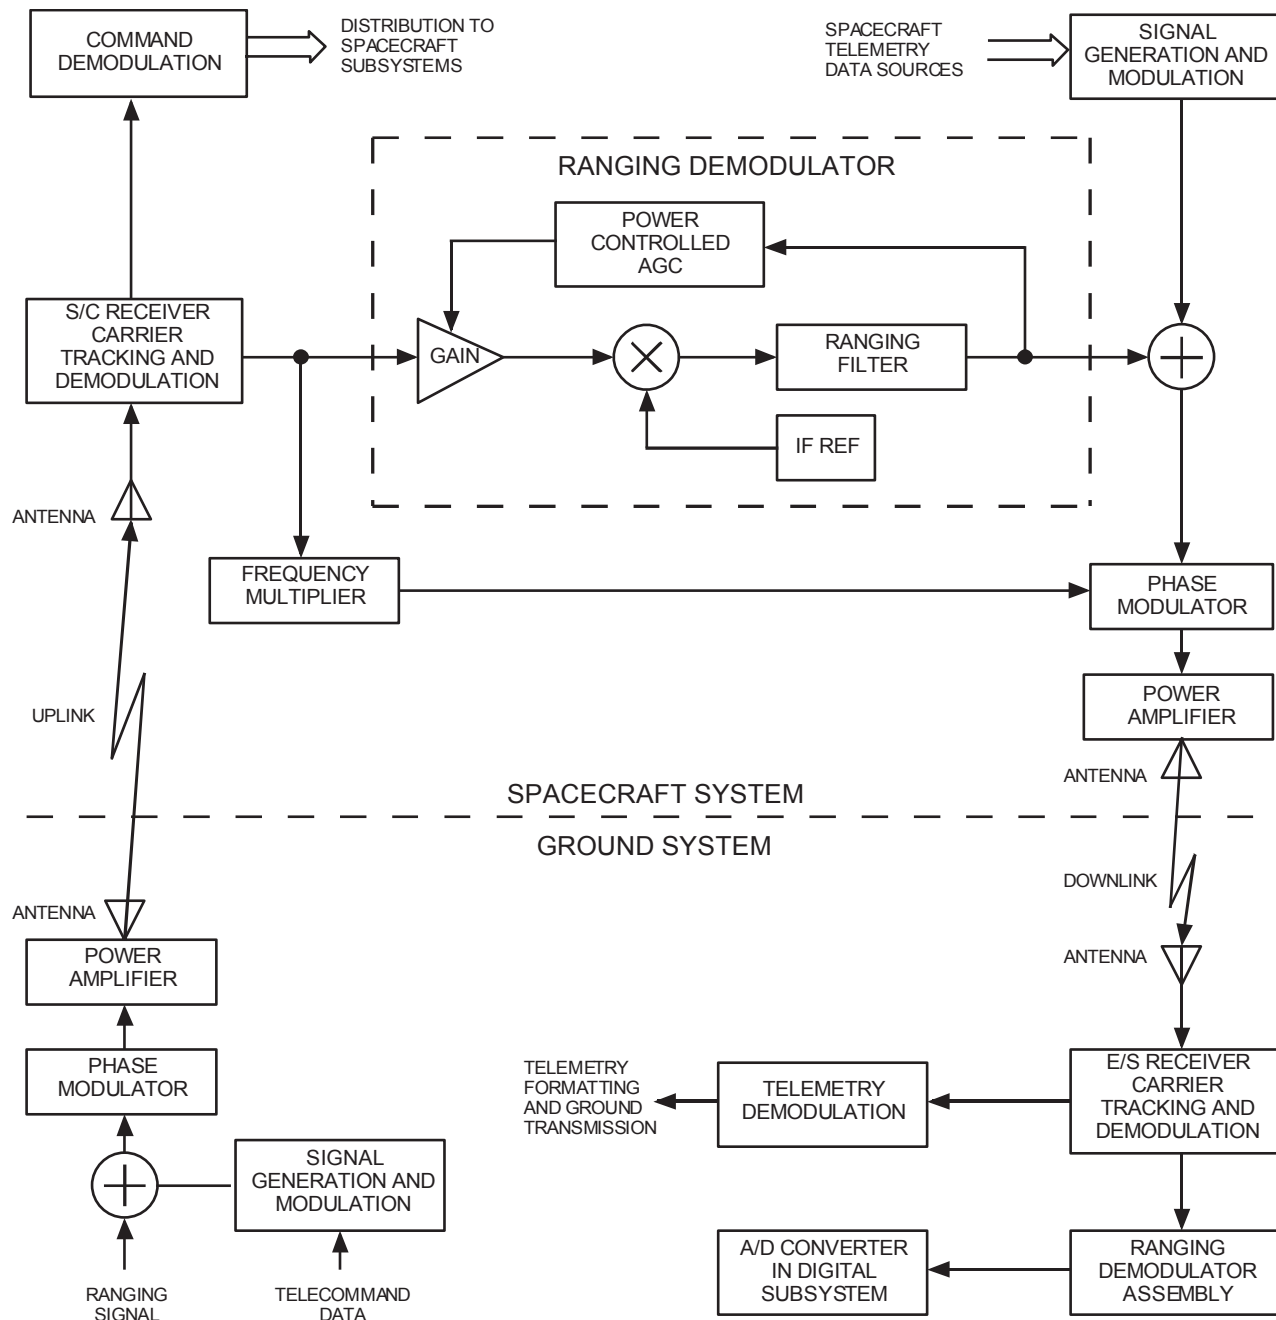 COMMAND
DEMODULATION
DISTRIBUTION TO
SPACECRAFT
SUBSYSTEMS
SPACECRAFT
TELEMETRY
DATA SOURCES
SIGNAL
GENERATION AND
MODULATION
RANGING DEMODULATOR
POWER
CONTROLLED
AGC
S/C RECEIVER
CARRIER
TRACKING AND
DEMODULATION
GAIN
RANGING
FILTER
IF REF
ANTENNA
FREQUENCY
MULTIPLIER
PHASE
MODULATOR
POWER
AMPLIFIER
UPLINK
ANTENNA
SPACECRAFT SYSTEM
GROUND SYSTEM
DOWNLINK
ANTENNA
ANTENNA
POWER
AMPLIFIER
PHASE
MODULATOR
SIGNAL
GENERATION AND
MODULATION
RANGING
SIGNAL
TELECOMMAND
DATA
TELEMETRY
FORMATTING
AND GROUND
TRANSMISSION
TELEMETRY
DEMODULATION
E/S RECEIVER
CARRIER
TRACKING AND
DEMODULATION
A/D CONVERTER
IN DIGITAL
SUBSYSTEM
RANGING
DEMODULATOR
ASSEMBLY